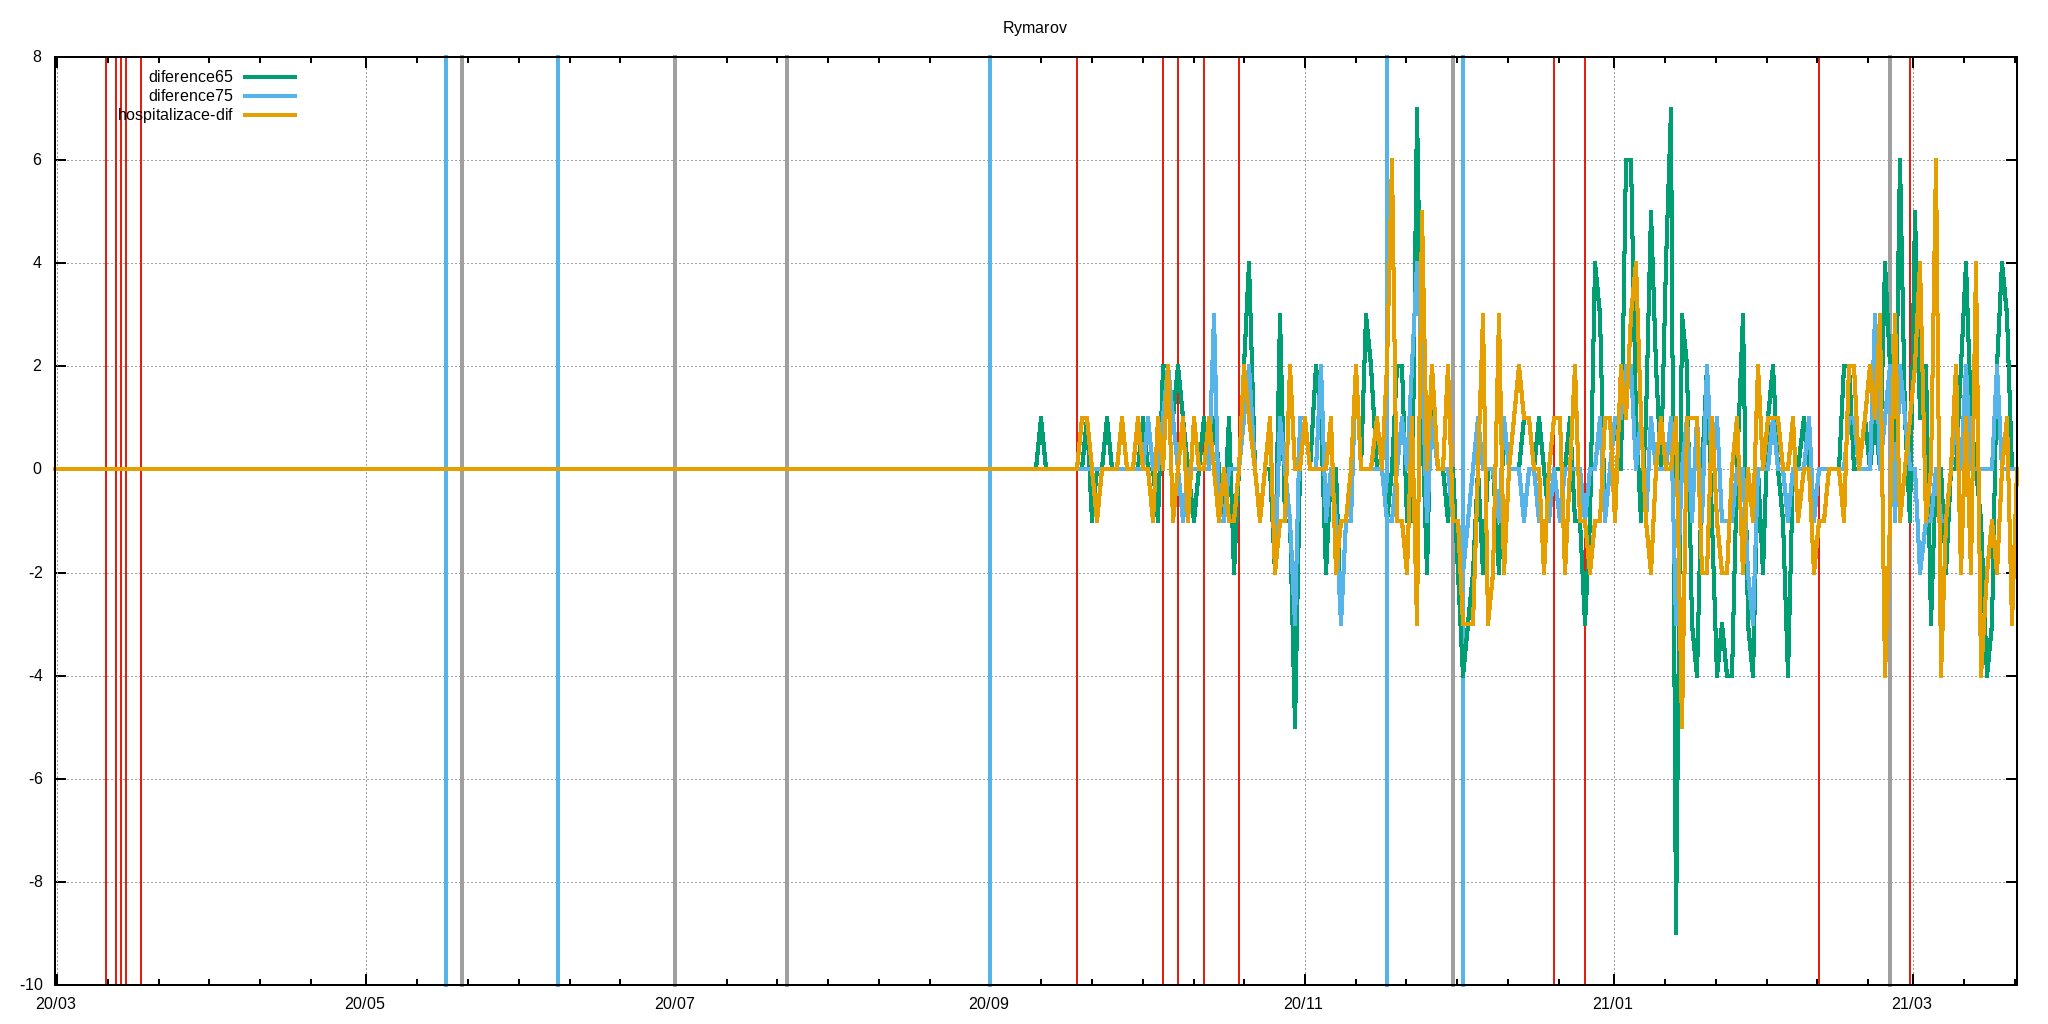 Rymarov
diference65
diference75
hospitalizace-dif
8
6
4
2
0
-2
-4
-6
-8
-10
20/03 20/05 20/07 20/09 20/11 21/01 21/03